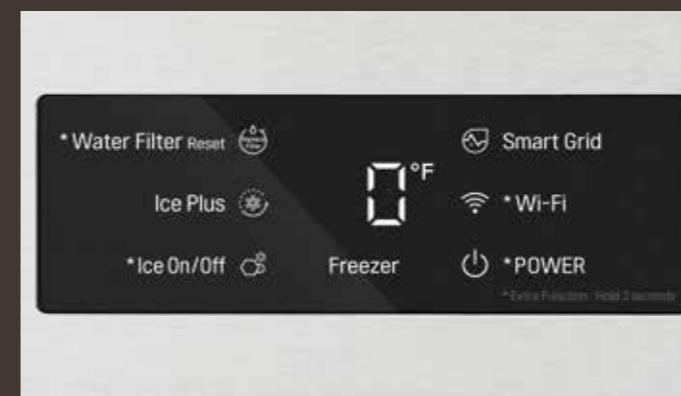 * Water Filter Reset
Ice Plus
* Ice On/Off
0°F
Freezer
Smart Grid
* Wi-Fi
* POWER
* Extra Function : Hold 3 seconds